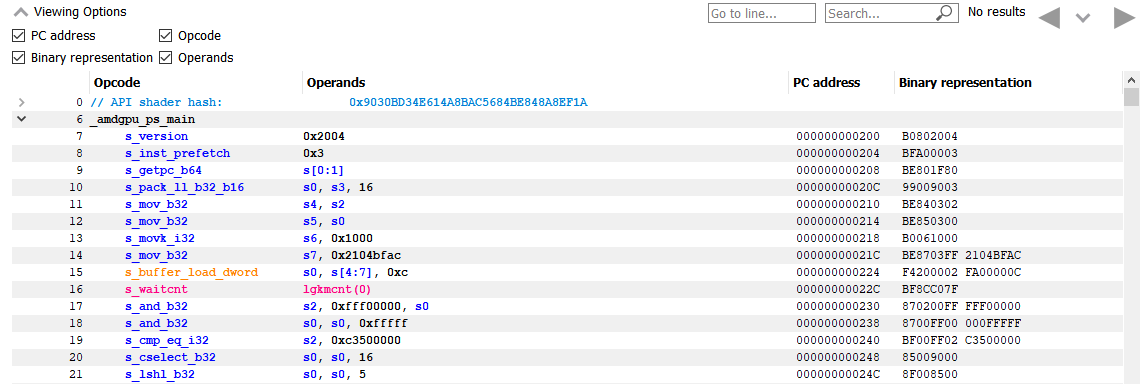 Viewing Options
Go to line...
Search...
No results
PC address
Opcode
Binary representation
Operands
Opcode Operands PC address Binary representation
0 // API shader hash: 0x9030BD34E614A8BAC5684BE848A8EF1A
6 _amdgpu_ps_main
7 s_version 0x2004 000000000200 B0802004
8 s_inst_prefetch 0x3 000000000204 BFA00003
9 s_getpc_b64 s[0:1] 000000000208 BE801F80
10 s_pack_ll_b32_b16 s0, s3, 16 00000000020C 99009003
11 s_mov_b32 s4, s2 000000000210 BE840302
12 s_mov_b32 s5, s0 000000000214 BE850300
13 s_movk_i32 s6, 0x1000 000000000218 B0061000
14 s_mov_b32 s7, 0x2104bfac 00000000021C BE8703FF 2104BFAC
15 s_buffer_load_dword s0, s[4:7], 0xc 000000000224 F4200002 FA00000C
16 s_waitcnt lgkmcnt(0) 00000000022C BF8CC07F
17 s_and_b32 s2, 0xfff00000, s0 000000000230 870200FF FFF00000
18 s_and_b32 s0, s0, 0xfffff 000000000238 8700FF00 000FFFFF
19 s_cmp_eq_i32 s2, 0xc3500000 000000000240 BF00FF02 C3500000
20 s_cselect_b32 s0, s0, 16 000000000248 85009000
21 s_lshl_b32 s0, s0, 5 00000000024C 8F008500